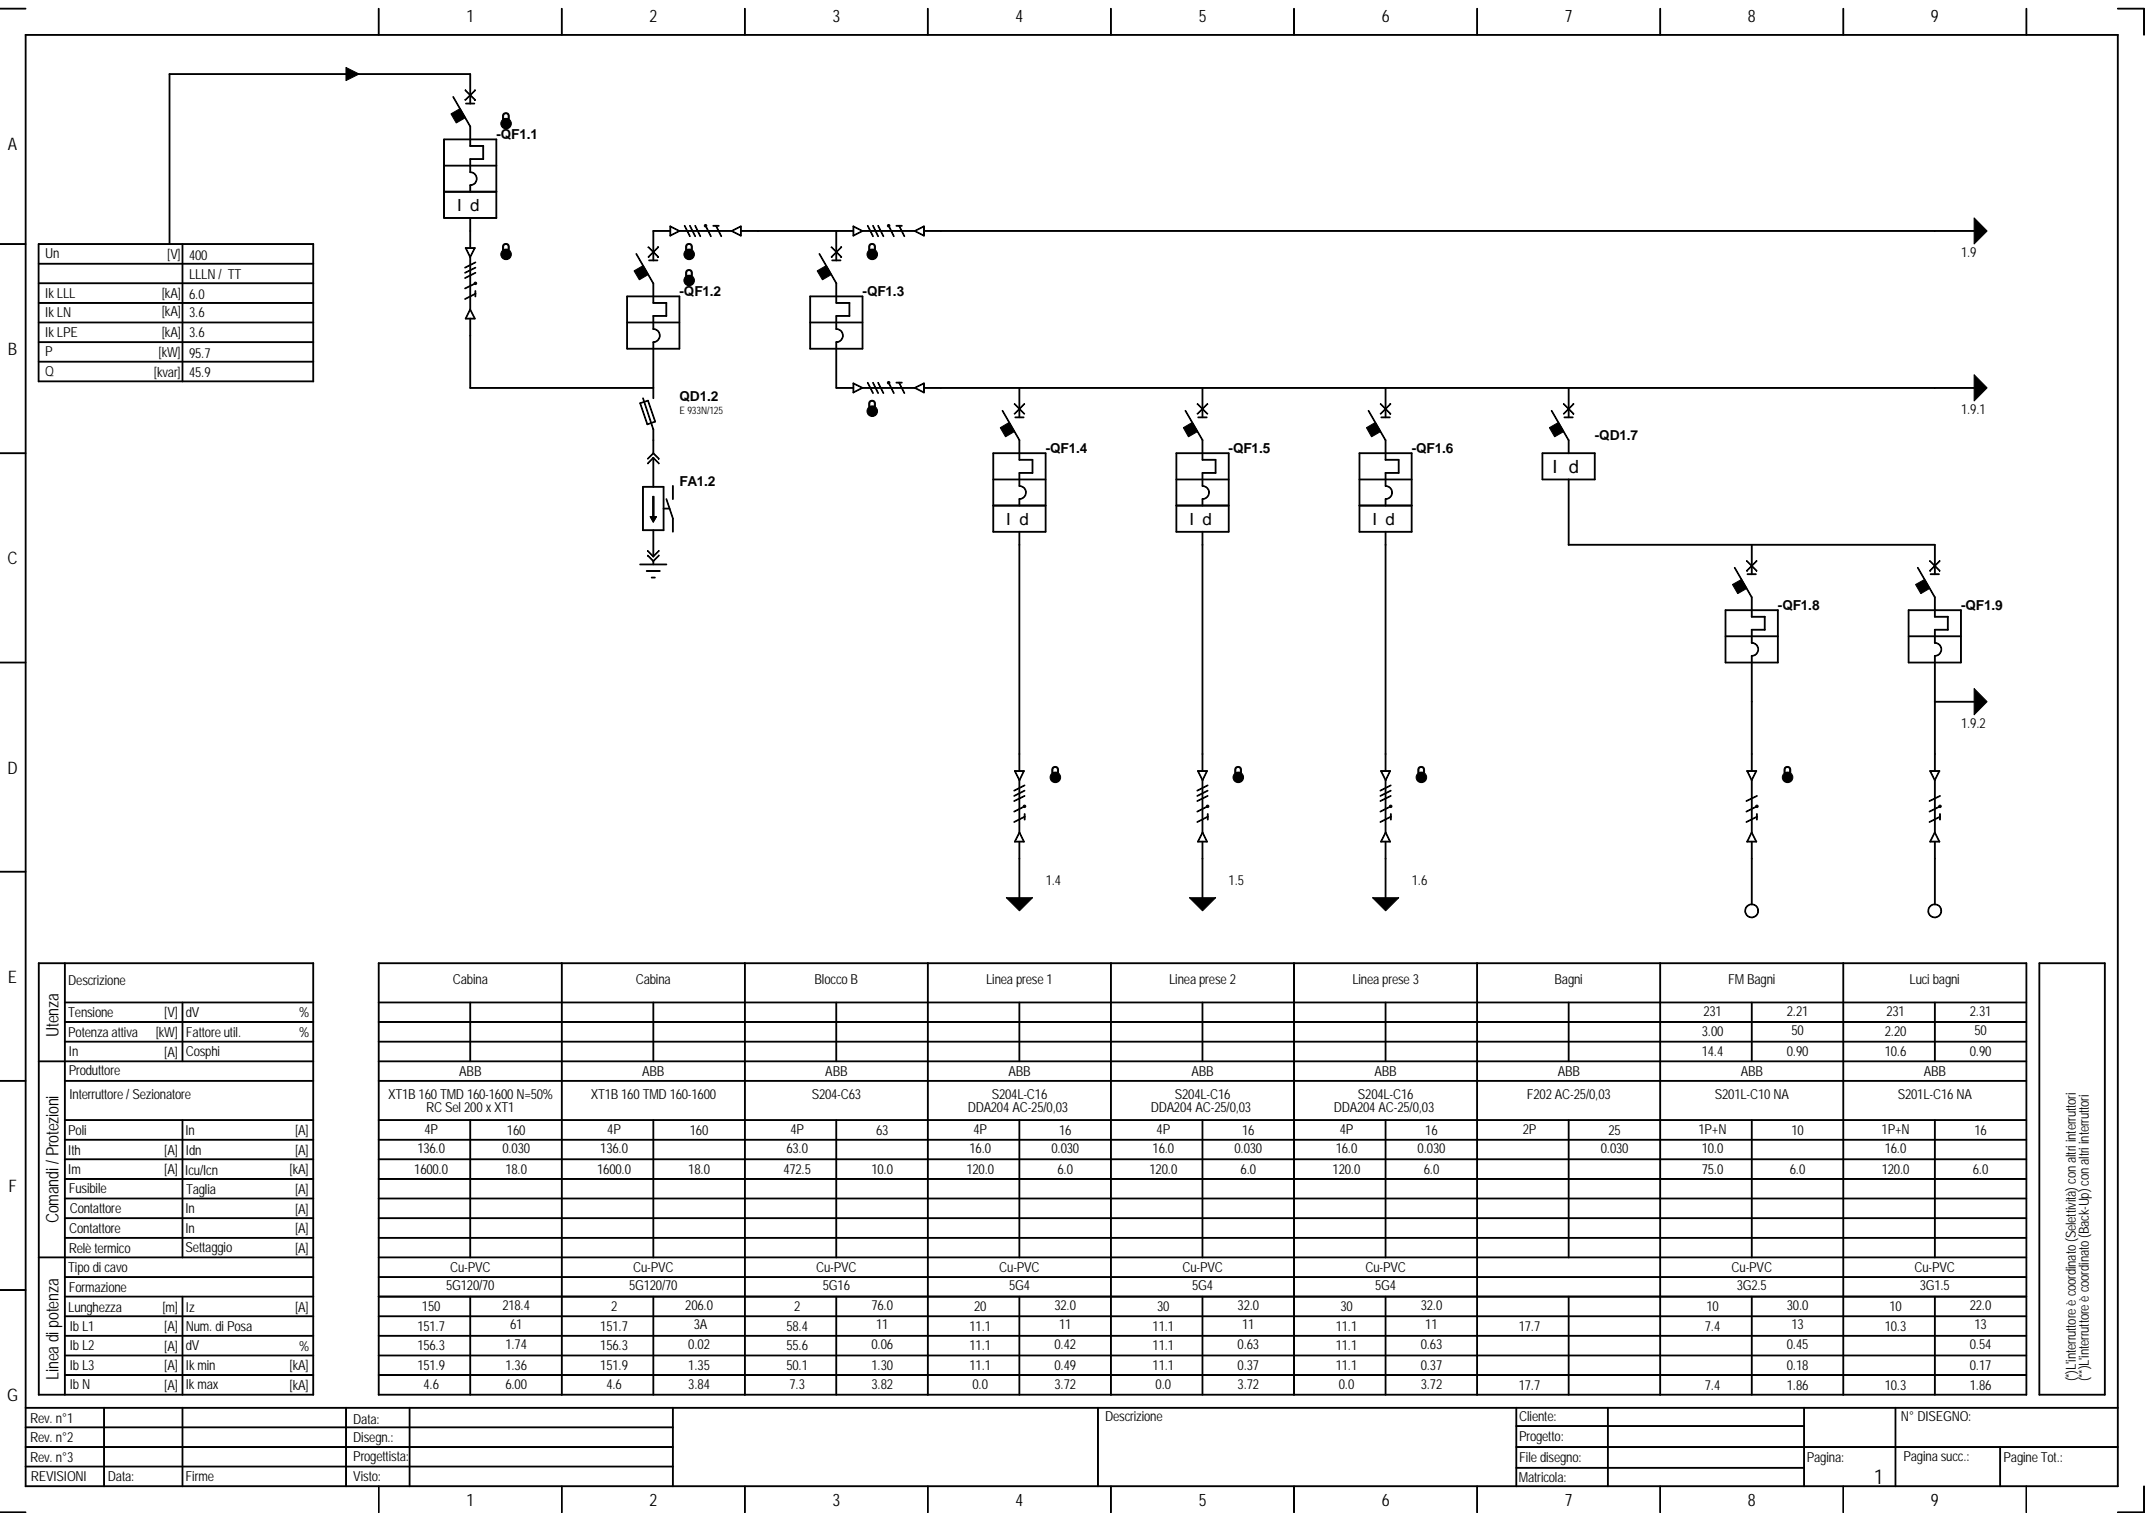 1 2 3 4 5 6 7 8 9
A
B
C
D
E
F
G
-QF1.1
I d
Un [V] 400
LLLN / TT
Ik LLL [kA] 6.0
Ik LN [kA] 3.6
Ik LPE [kA] 3.6
P [kW] 95.7
Q [kvar] 45.9
-QF1.2
-QF1.3
1.9
QD1.2
E 933N/125
FA1.2
1.9.1
-QF1.4
I d
-QF1.5
I d
-QF1.6
I d
-QD1.7
I d
-QF1.8
-QF1.9
1.9.2
1.4
1.5
1.6
Utenza
Descrizione Cabina Cabina Blocco B Linea prese 1 Linea prese 2 Linea prese 3 Bagni FM Bagni Luci bagni
Tensione [V] dV % 231 2.21 231 2.31
Potenza attiva [kW] Fattore util. % 3.00 50 2.20 50
In [A] Cosphi 14.4 0.90 10.6 0.90
Comandi / Protezioni
Produttore ABB ABB ABB ABB ABB ABB ABB ABB ABB
Interruttore / Sezionatore XT1B 160 TMD 160-1600 N=50% XT1B 160 TMD 160-1600 S204-C63 S204L-C16 S204L-C16 S204L-C16 F202 AC-25/0,03 S201L-C10 NA S201L-C16 NA
RC Sel 200 x XT1 DDA204 AC-25/0,03 DDA204 AC-25/0,03 DDA204 AC-25/0,03
Poli In [A] 4P 160 4P 160 4P 63 4P 16 4P 16 4P 16 2P 25 1P+N 10 1P+N 16
Ith [A] Idn [A] 136.0 0.030 136.0 63.0 16.0 0.030 16.0 0.030 16.0 0.030 0.030 10.0 16.0
Im [A] Icu/Icn [kA] 1600.0 18.0 1600.0 18.0 472.5 10.0 120.0 6.0 120.0 6.0 120.0 6.0 75.0 6.0 120.0 6.0
Fusibile Taglia [A]
Contattore In [A]
Contattore In [A]
Relè termico Settaggio [A]
Linea di potenza
Tipo di cavo Cu-PVC Cu-PVC Cu-PVC Cu-PVC Cu-PVC Cu-PVC Cu-PVC Cu-PVC
Formazione 5G120/70 5G120/70 5G16 5G4 5G4 5G4 3G2.5 3G1.5
Lunghezza [m] Iz [A] 150 218.4 2 206.0 2 76.0 20 32.0 30 32.0 30 32.0 10 30.0 10 22.0
Ib L1 [A] Num. di Posa 151.7 61 151.7 3A 58.4 11 11.1 11 11.1 11 11.1 11 17.7 7.4 13 10.3 13
Ib L2 [A] dV % 156.3 1.74 156.3 0.02 55.6 0.06 11.1 0.42 11.1 0.63 11.1 0.63 0.45 0.54
Ib L3 [A] Ik min [kA] 151.9 1.36 151.9 1.35 50.1 1.30 11.1 0.49 11.1 0.37 11.1 0.37 0.18 0.17
Ib N [A] Ik max [kA] 4.6 6.00 4.6 3.84 7.3 3.82 0.0 3.72 0.0 3.72 0.0 3.72 17.7 7.4 1.86 10.3 1.86
(*)L'interruttore è coordinato (Selettività) con altri interruttori
(**)L'interruttore è coordinato (Back-Up) con altri interruttori
Rev. n°1 Data: Descrizione Cliente: N° DISEGNO:
Rev. n°2 Disegn.: Progetto:
Rev. n°3 Progettista: File disegno: Pagina: 1 Pagina succ.: Pagine Tot.:
REVISIONI Data: Firme Visto: Matricola:
1 2 3 4 5 6 7 8 9